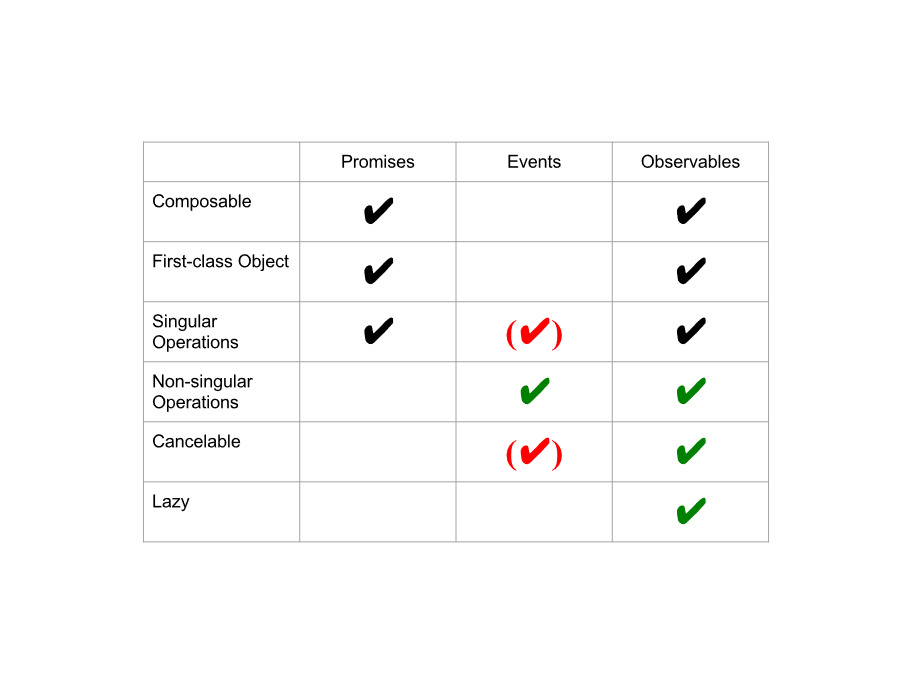 Promises Events Observables
Composable ✔ ✔
First-class Object ✔ ✔
Singular
Operations ✔ (✔) ✔
Non-singular
Operations ✔ ✔
Cancelable (✔) ✔
Lazy ✔